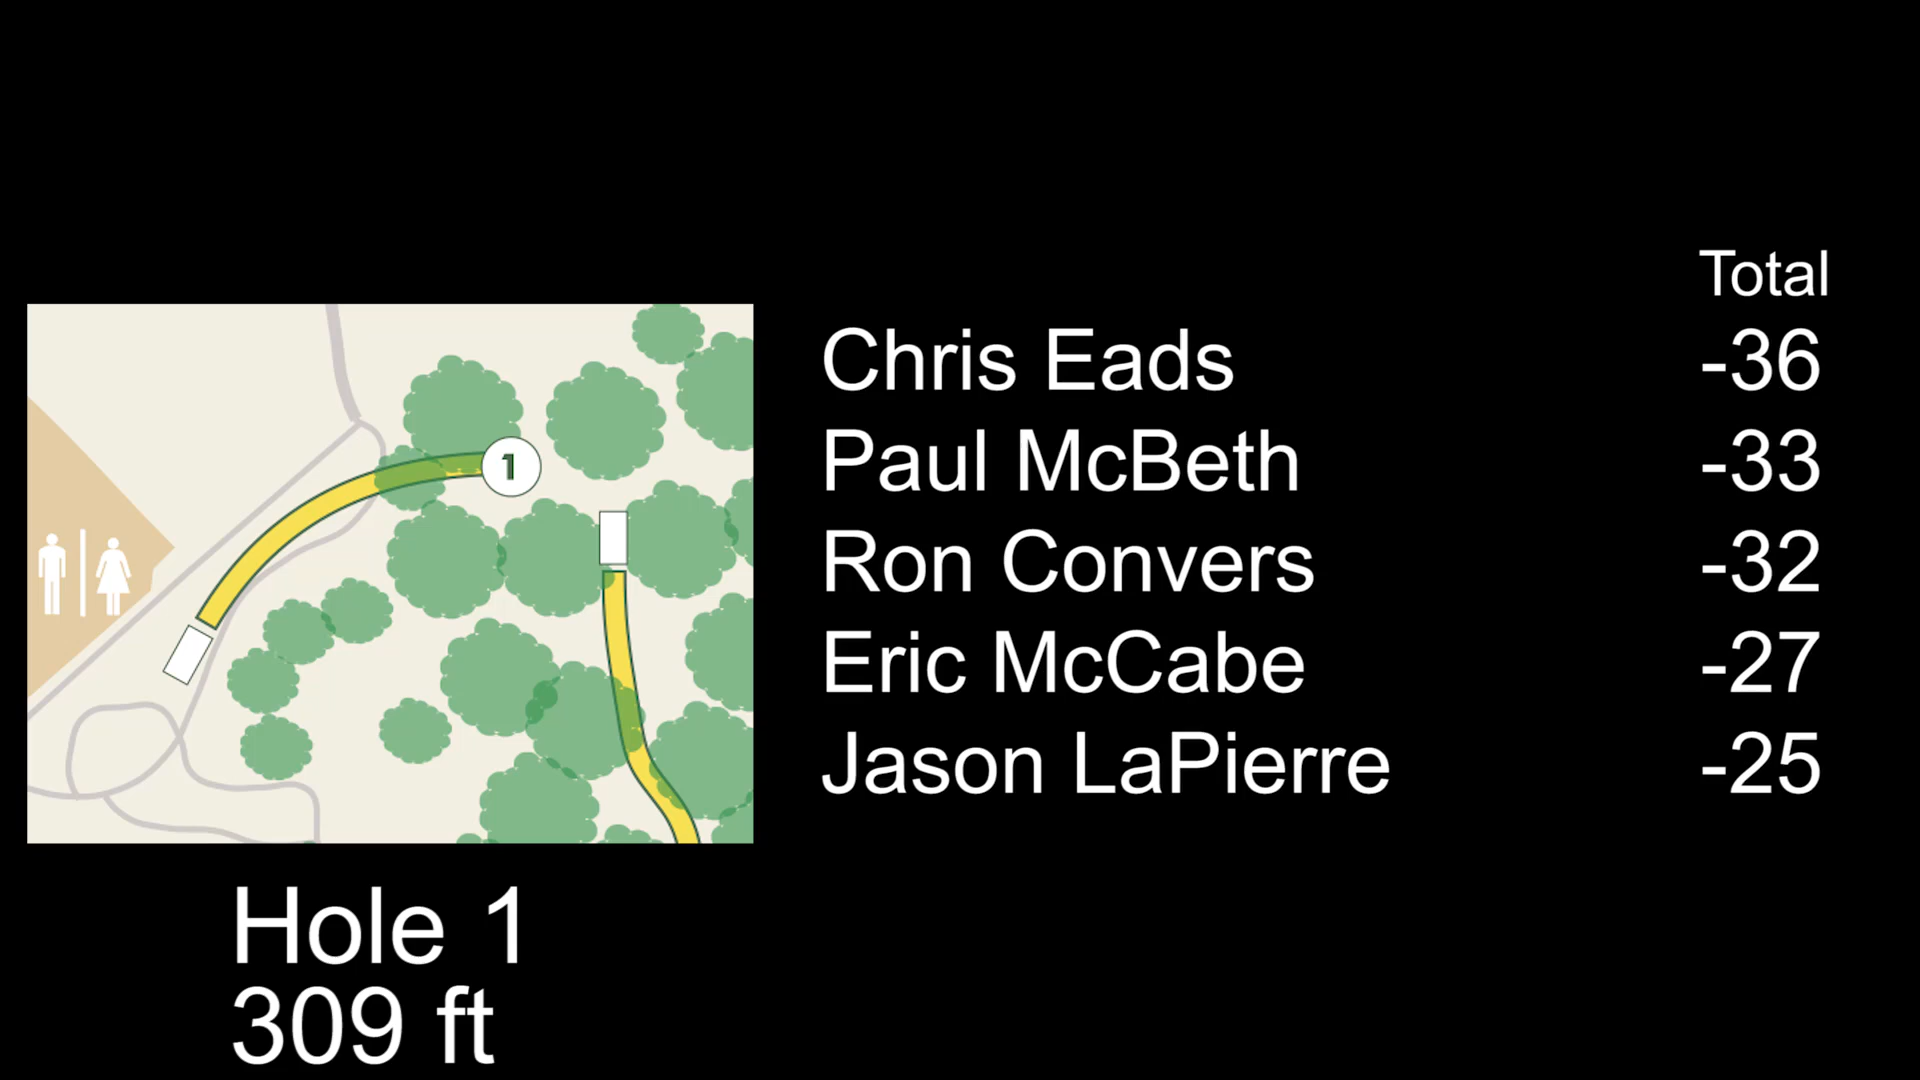 Total
Chris Eads -36
Paul McBeth -33
Ron Convers -32
Eric McCabe -27
Jason LaPierre -25
1
Hole 1
309 ft